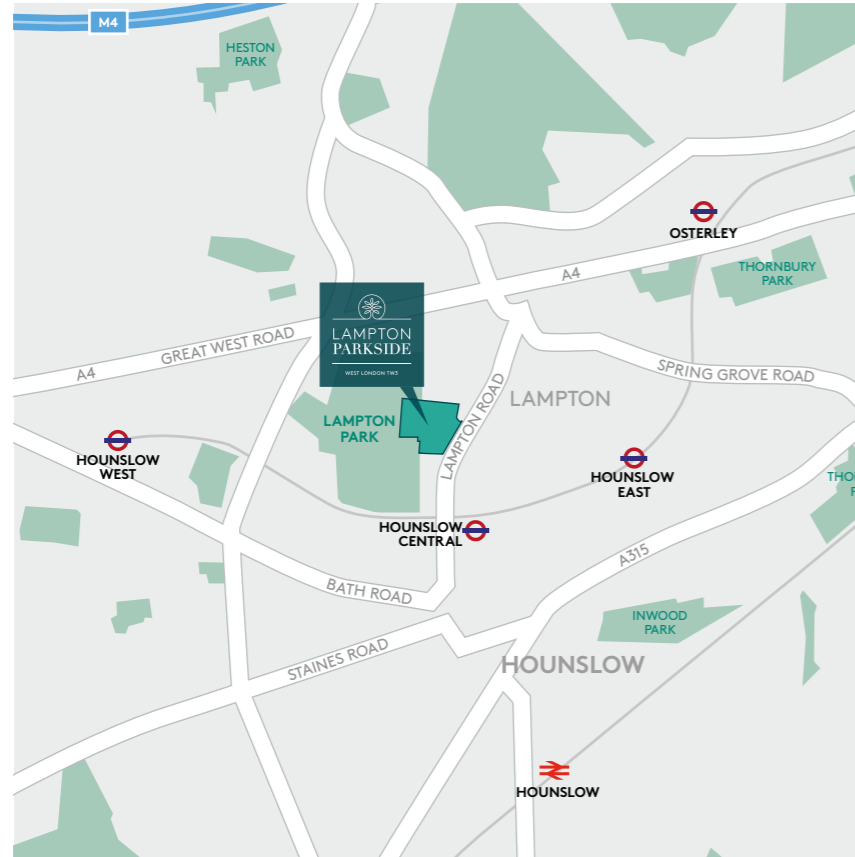 M4
HESTON
PARK
OSTERLEY
THORNBURY
PARK
A4
LAMPTON
PARKSIDE
WEST LONDON TW3
GREAT WEST ROAD
A4
SPRING GROVE ROAD
LAMPTON
LAMPTON ROAD
LAMPTON
PARK
HOUNSLOW
WEST
HOUNSLOW
EAST
THO
HOUNSLOW
CENTRAL
A315
BATH ROAD
INWOOD
PARK
STAINES ROAD
HOUNSLOW
HOUNSLOW